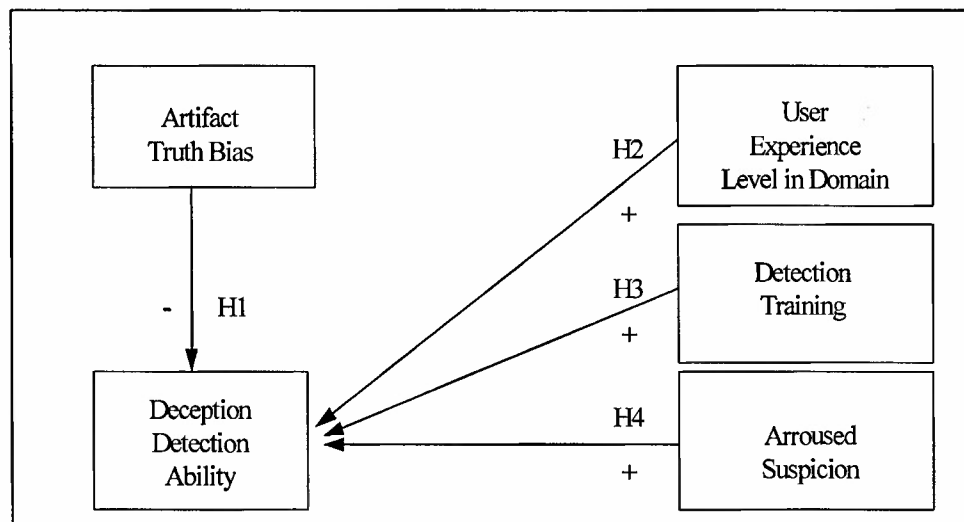 Artifact
Truth Bias
User
Experience
Level in Domain
H2
+
Detection
Training
H3
+
- H1
Deception
Detection
Ability
H4
+
Arroused
Suspicion